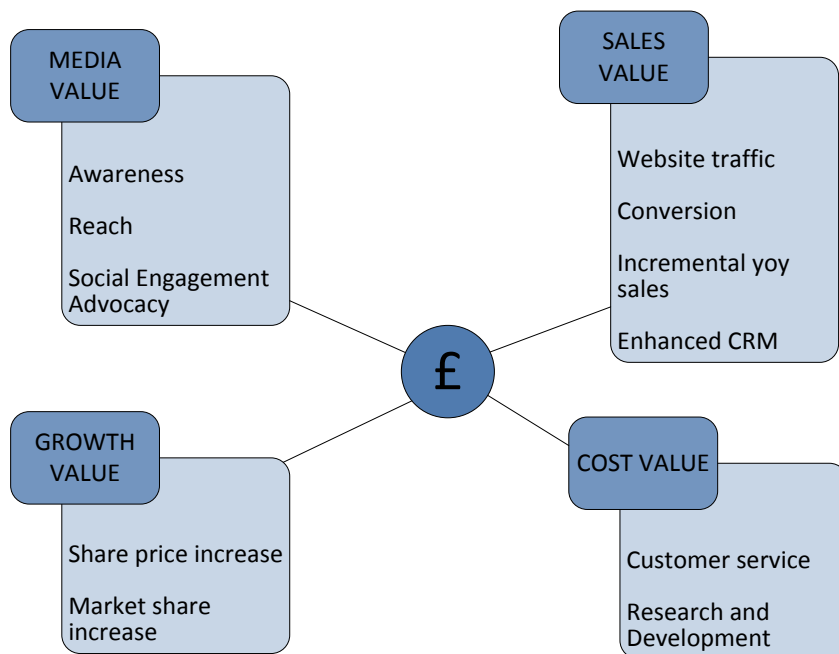 MEDIA
VALUE
Awareness
Reach
Social Engagement
Advocacy
SALES
VALUE
Website traffic
Conversion
Incremental yoy
sales
Enhanced CRM
£
GROWTH
VALUE
Share price increase
Market share
increase
COST VALUE
Customer service
Research and
Development